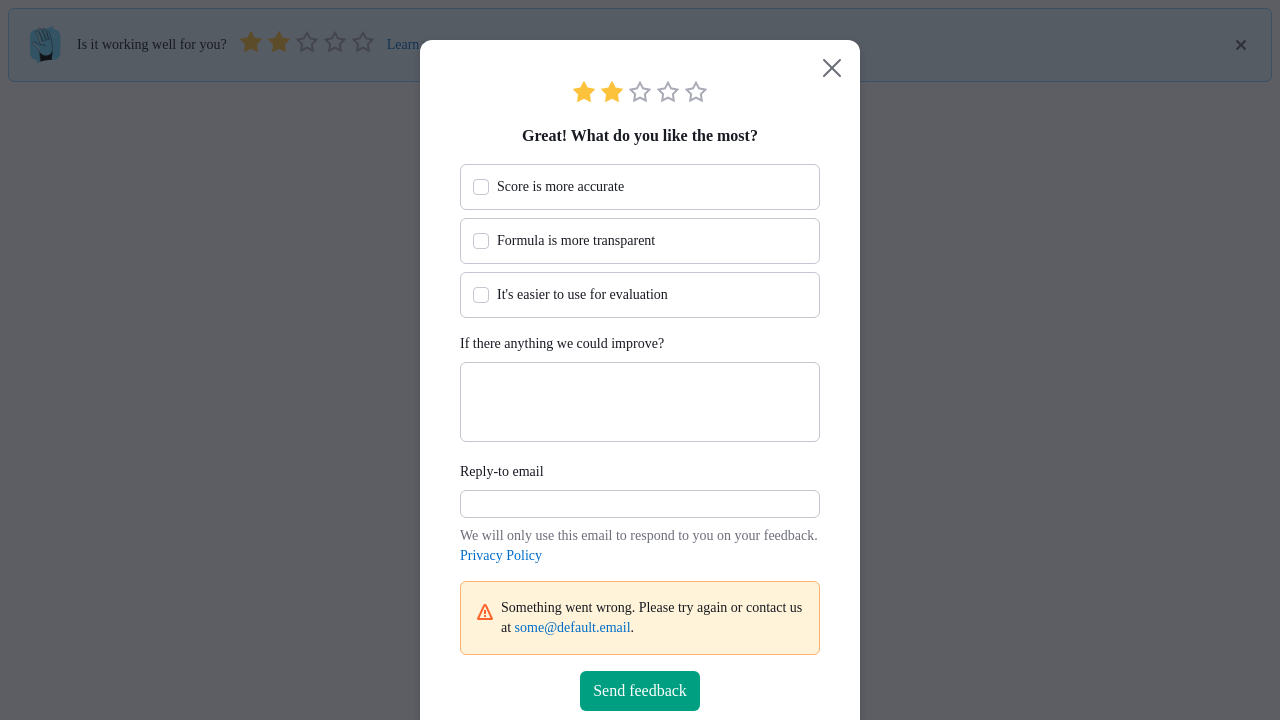 Is it working well for you?
Learn
Great! What do you like the most?
Score is more accurate
Formula is more transparent
It's easier to use for evaluation
If there anything we could improve?
Reply-to email
We will only use this email to respond to you on your feedback.
Privacy Policy
Something went wrong. Please try again or contact us
at some@default.email.
Send feedback